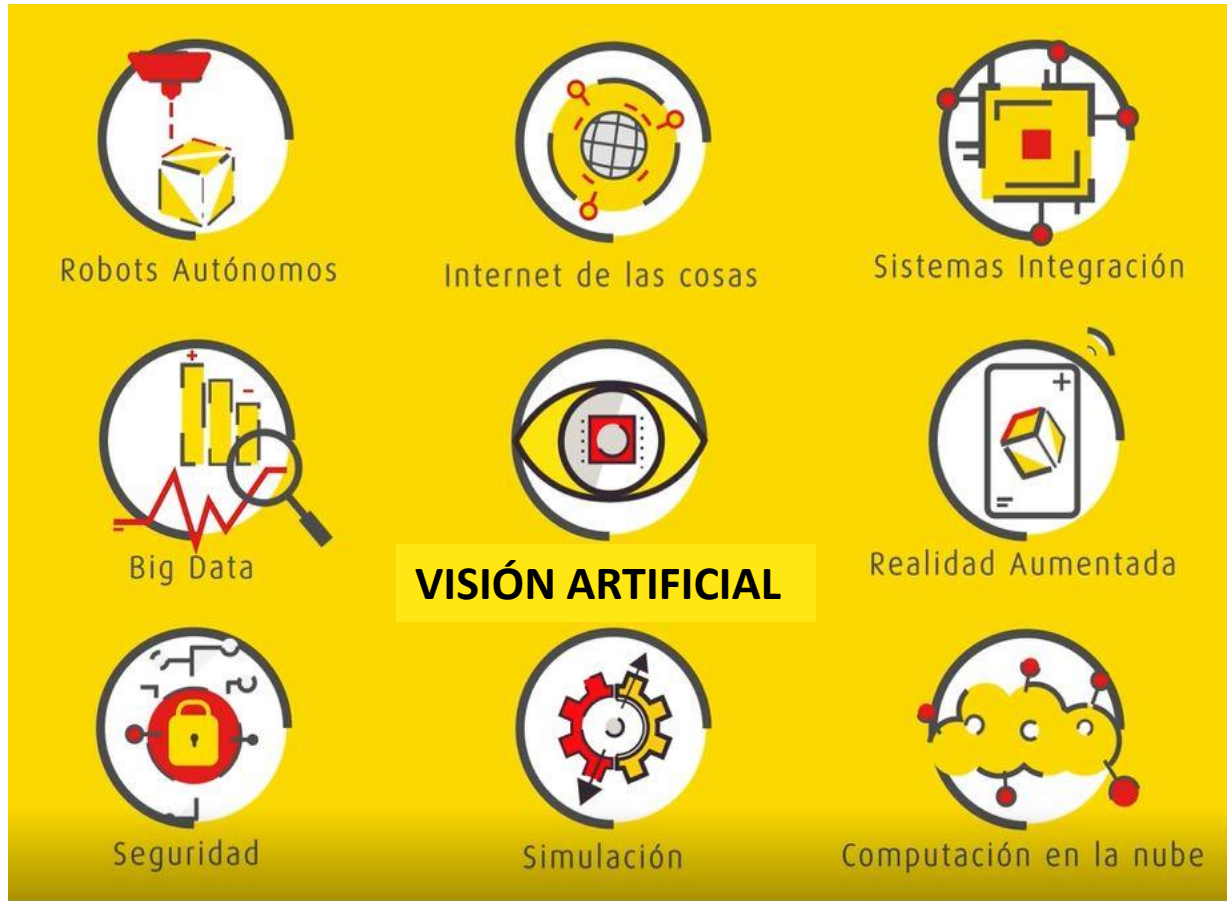 Robots Autónomos
Internet de las cosas
Sistemas Integración
Big Data
VISIÓN ARTIFICIAL
Realidad Aumentada
Seguridad
Simulación
Computación en la nube